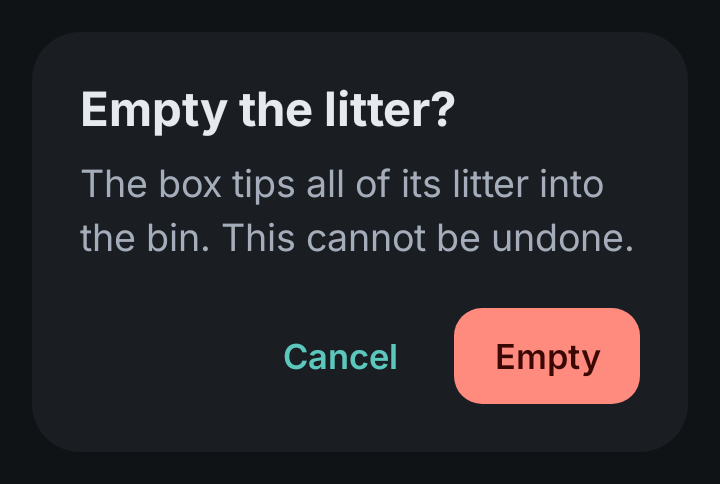 Empty the litter?
The box tips all of its litter into
the bin. This cannot be undone.
Cancel
Empty